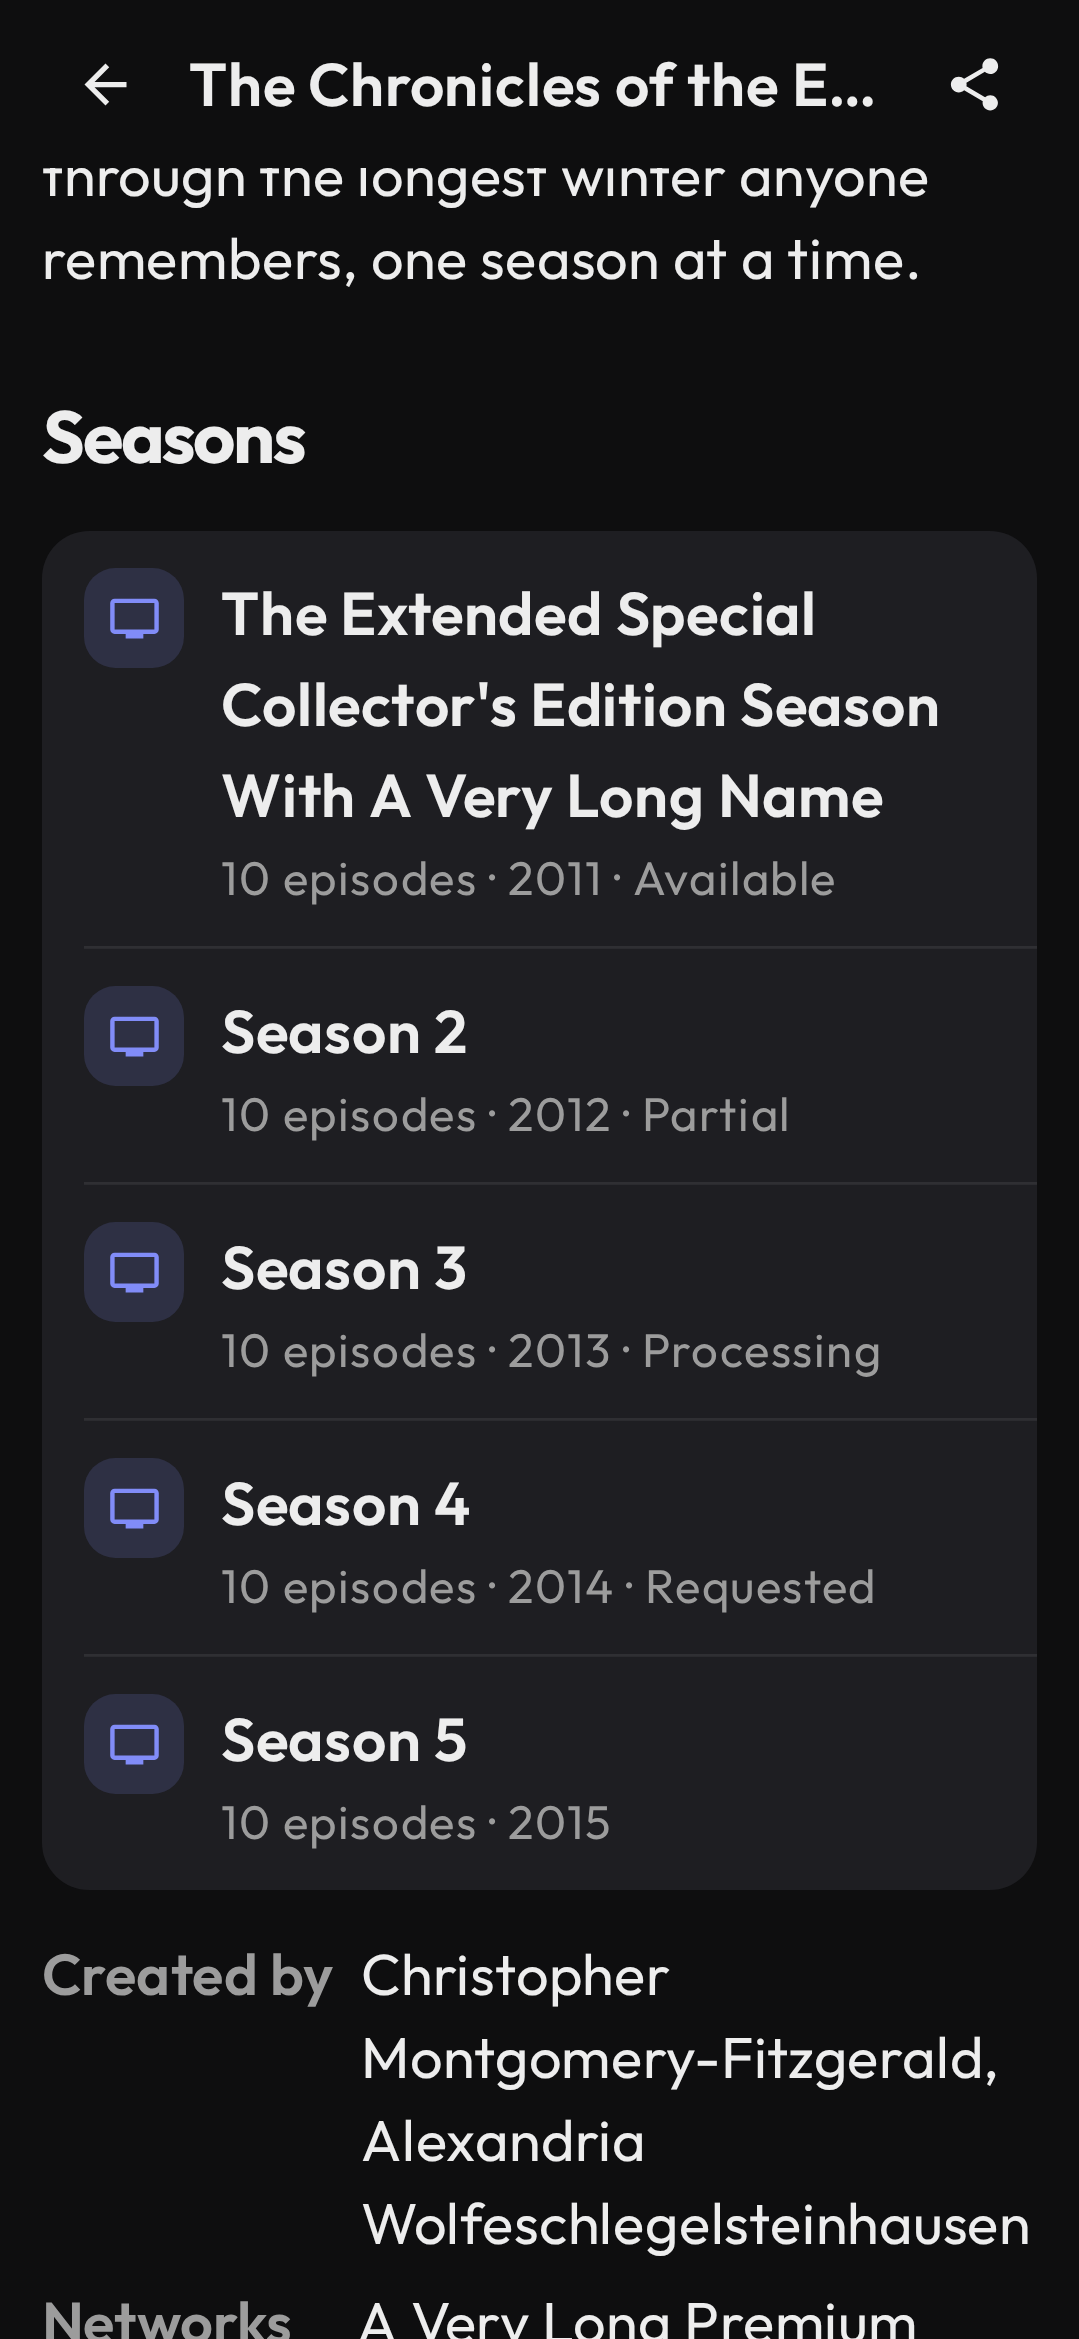 The Chronicles of the E...
through the longest winter anyone
remembers, one season at a time.
Seasons
The Extended Special
Collector's Edition Season
With A Very Long Name
10 episodes · 2011 · Available
Season 2
10 episodes · 2012 · Partial
Season 3
10 episodes · 2013 · Processing
Season 4
10 episodes · 2014 · Requested
Season 5
10 episodes · 2015
Created by Christopher
Montgomery-Fitzgerald,
Alexandria
Wolfeschlegelsteinhausen
Networks A Very Long Premium